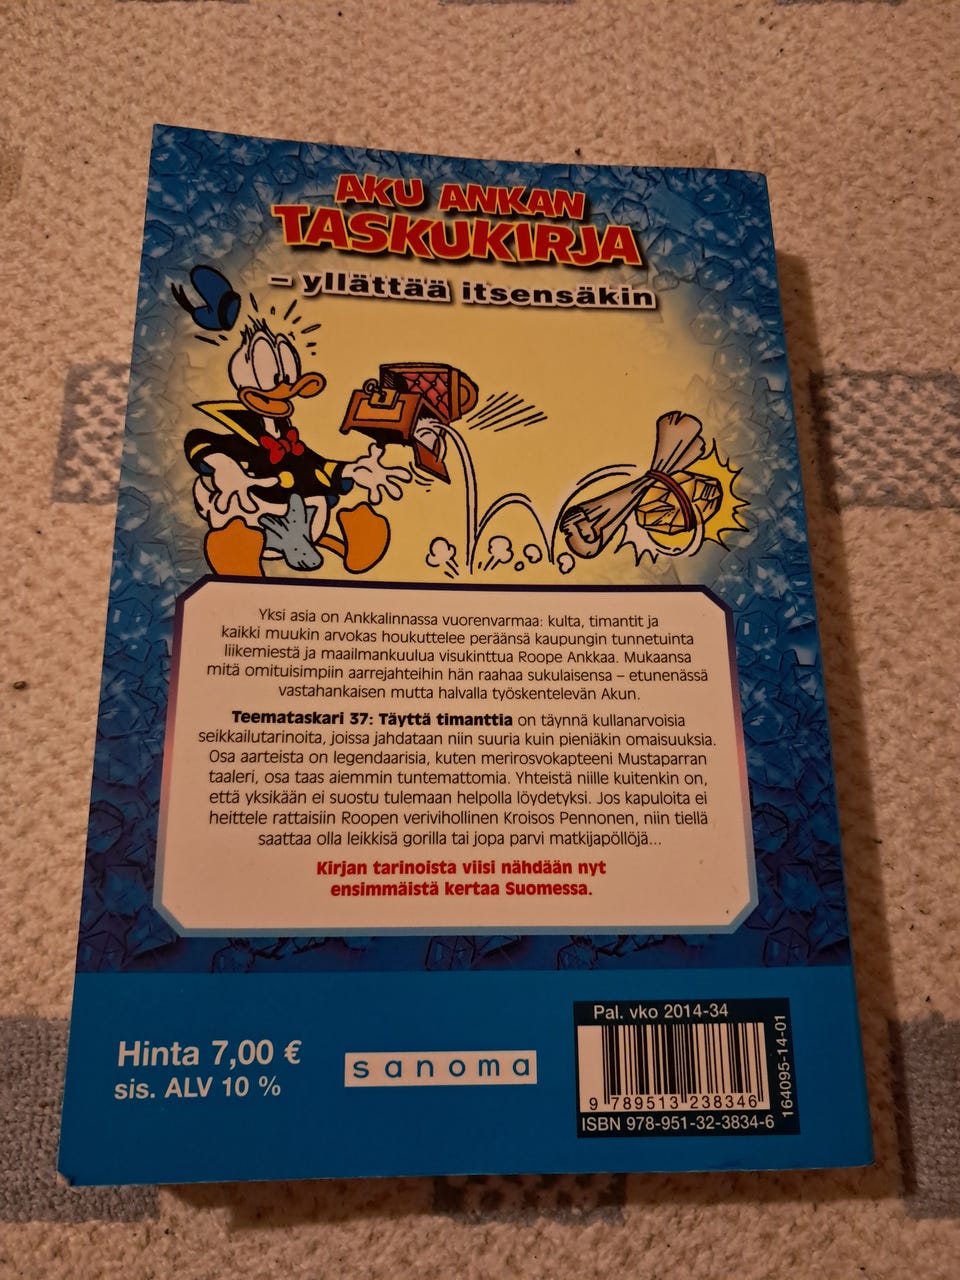 AKU ANKAN
TASKUKIRJA
– yllättää itsensäkin
Yksi asia on Ankkalinnassa vuorenvarmaa: kulta, timantit ja
kaikki muukin arvokas houkuttelee peräänsä kaupungin tunnetuinta
liikemiestä ja maailmankuulua visukinttua Roope Ankkaa. Mukaansa
mitä omituisimpiin aarrejahteihin hän raahaa sukulaisensa – etunenässä
vastahankaisen mutta halvalla työskentelevän Akun.
Teemataskari 37: Täyttä timanttia on täynnä kullanarvoisia
seikkailutarinoita, joissa jahdataan niin suuria kuin pieniäkin omaisuuksia.
Osa aarteista on legendaarisia, kuten merirosvokapteeni Mustaparran
taaleri, osa taas aiemmin tuntemattomia. Yhteistä niille kuitenkin on,
että yksikään ei suostu tulemaan helpolla löydetyksi. Jos kapuloita ei
heittele rattaisiin Roopen verivihollinen Kroisos Pennonen, niin tiellä
saattaa olla leikkisä gorilla tai jopa parvi matkijapöllöjä...
Kirjan tarinoista viisi nähdään nyt
ensimmäistä kertaa Suomessa.
Hinta 7,00 €
sis. ALV 10 %
sanoma
Pal. vko 2014-34
9 789513 238346
ISBN 978-951-32-3834-6
164095-14-01